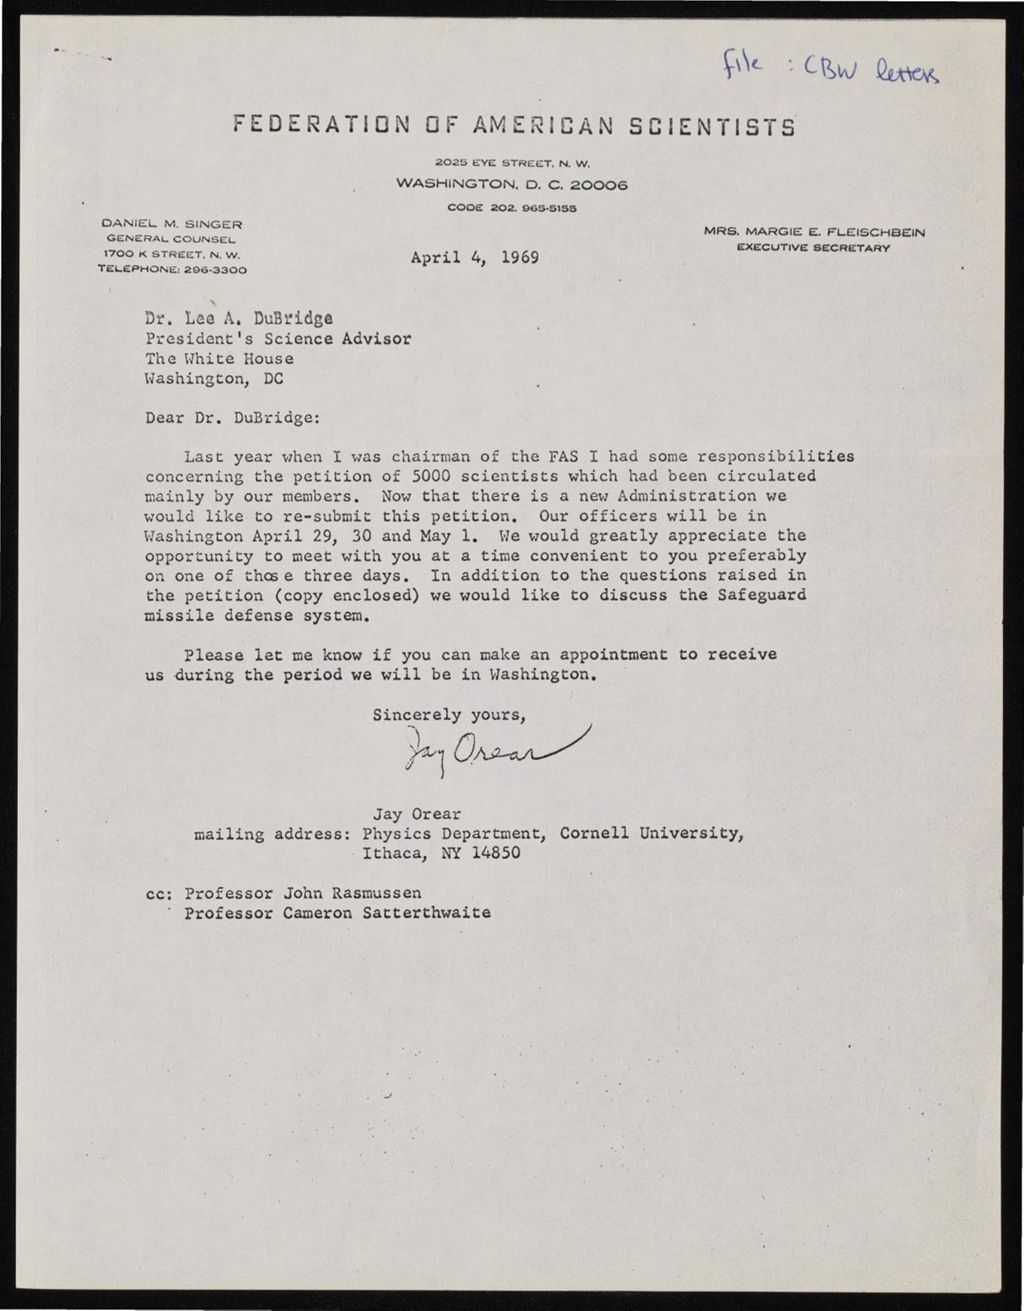 file : CBW letters
FEDERATION OF AMERICAN SCIENTISTS
2025 EYE STREET, N. W.
WASHINGTON, D. C. 20006
CODE 202. 965-5155
DANIEL M. SINGER
GENERAL COUNSEL
1700 K STREET, N. W.
TELEPHONE: 296-3300
MRS. MARGIE E. FLEISCHBEIN
EXECUTIVE SECRETARY
April 4, 1969
Dr. Lee A. DuBridge
President's Science Advisor
The White House
Washington, DC
Dear Dr. DuBridge:
Last year when I was chairman of the FAS I had some responsibilities
concerning the petition of 5000 scientists which had been circulated
mainly by our members. Now that there is a new Administration we
would like to re-submit this petition. Our officers will be in
Washington April 29, 30 and May 1. We would greatly appreciate the
opportunity to meet with you at a time convenient to you preferably
on one of thos e three days. In addition to the questions raised in
the petition (copy enclosed) we would like to discuss the Safeguard
missile defense system.
Please let me know if you can make an appointment to receive
us during the period we will be in Washington.
Sincerely yours,
Jay Orear
Jay Orear
mailing address: Physics Department, Cornell University,
Ithaca, NY 14850
cc: Professor John Rasmussen
Professor Cameron Satterthwaite